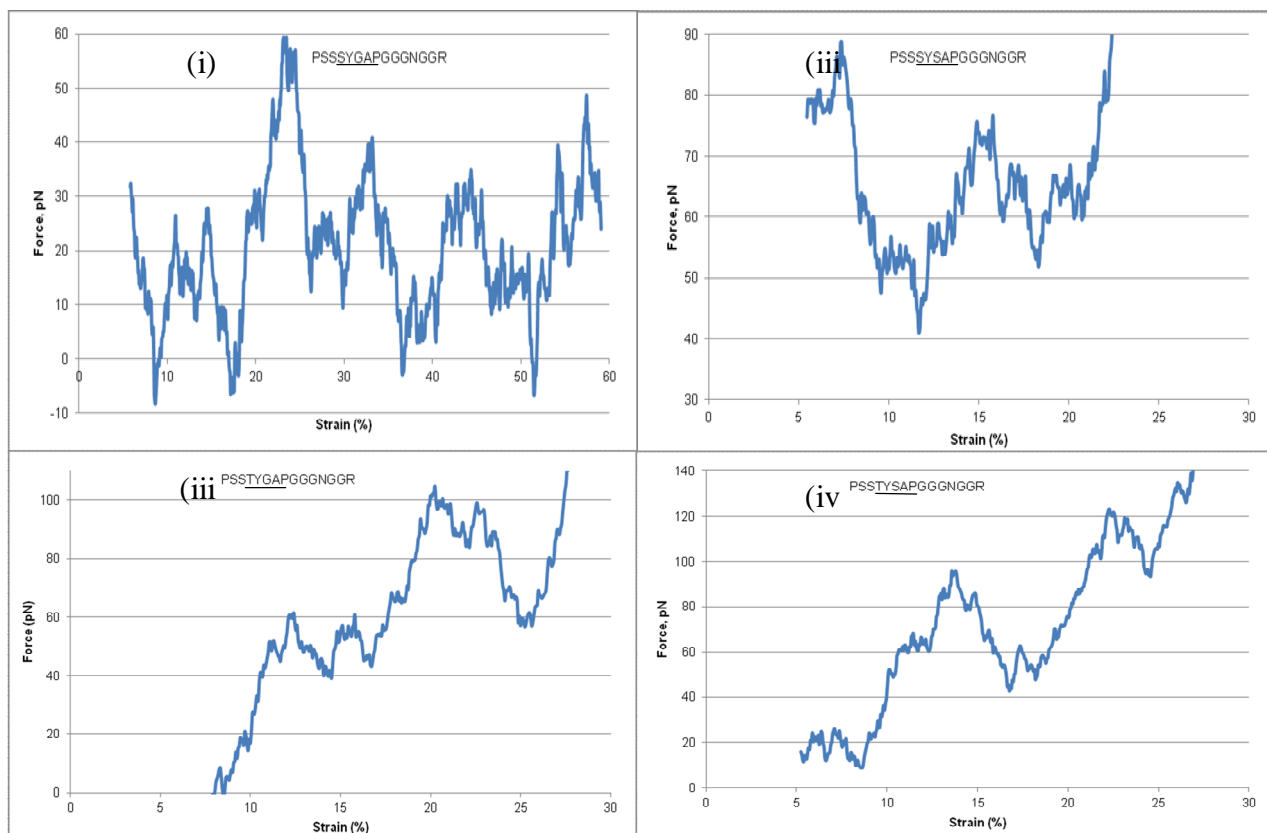 60
50
40
30
20
10
0
-10
Force, pN
(i)
PSSSYGAPGGGNGGR
0 10 20 30 40 50 60
Strain (%)
90
80
70
60
50
40
30
Force, pN
(iii
PSSSYSAPGGGNGGR
0 5 10 15 20 25 30
Strain (%)
100
80
60
40
20
0
Force (pN)
(iii
PSSTYGAPGGGNGGR
0 5 10 15 20 25 30
Strain (%)
140
120
100
80
60
40
20
0
Force, pN
(iv
PSSTYSAPGGGNGGR
0 5 10 15 20 25 30
Strain (%)